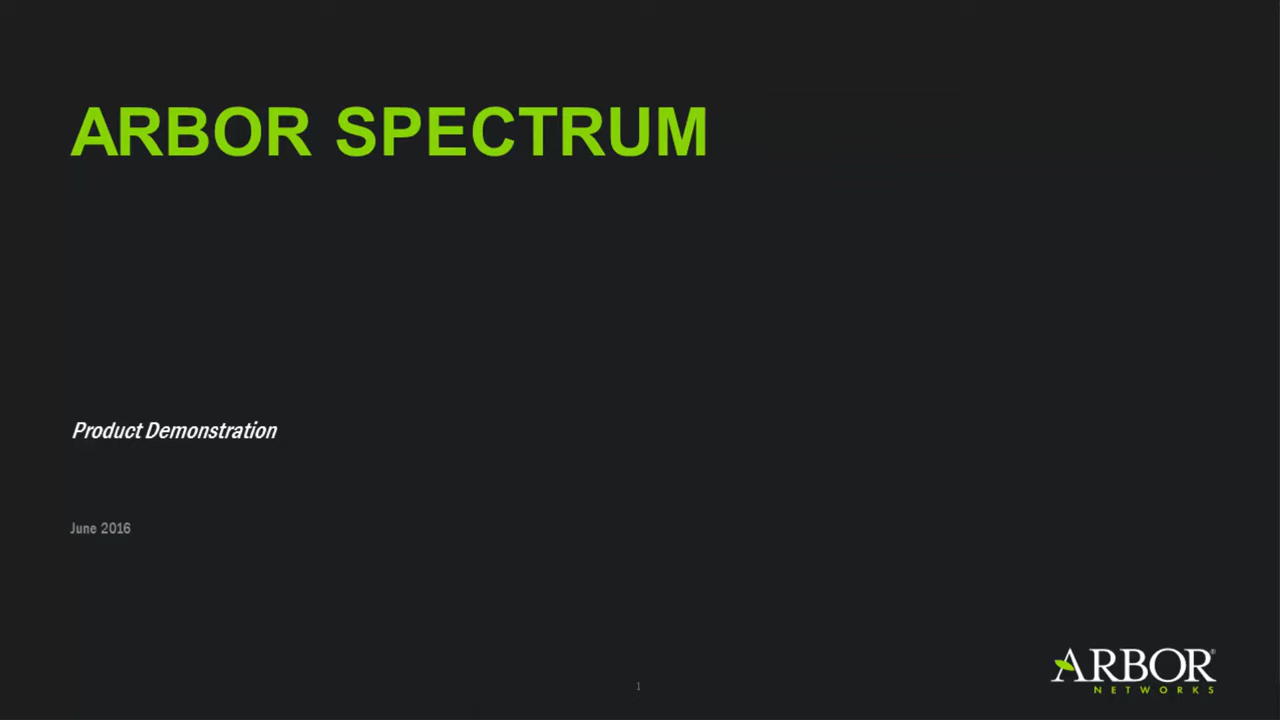 ARBOR SPECTRUM
Product Demonstration
June 2016
1
ARBOR®
NETWORKS